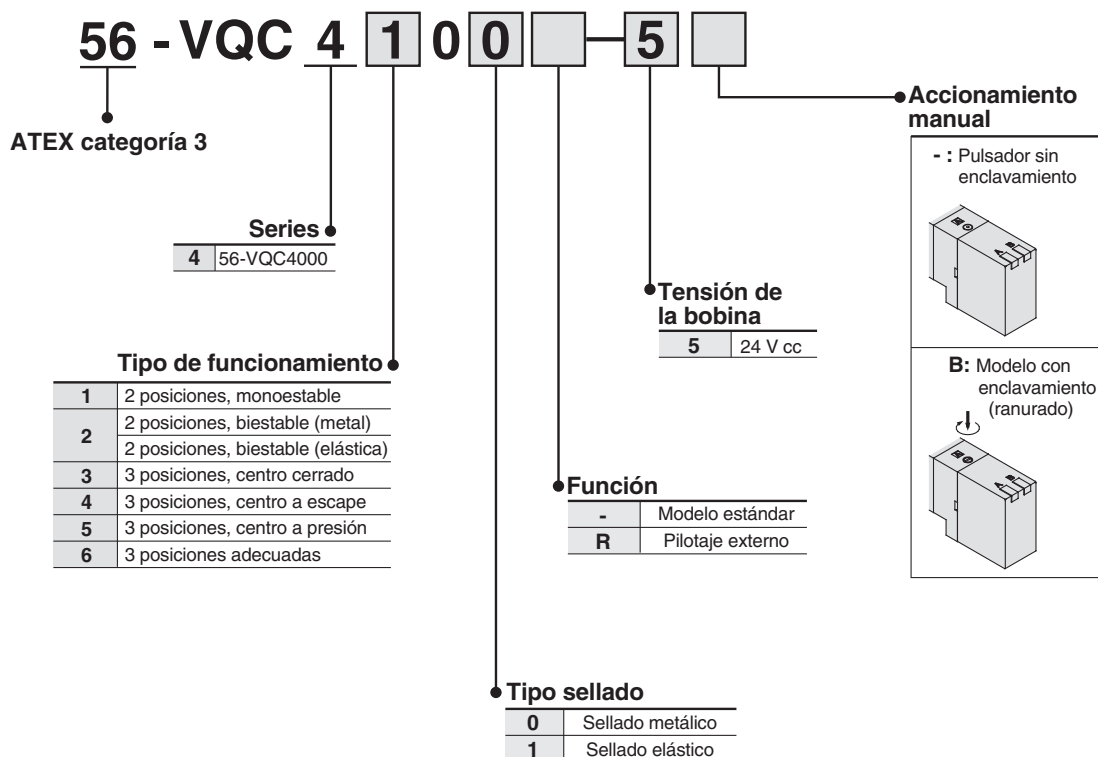 56 - VQC 4 1 0 0 — 5
ATEX categoría 3
Series
4 56-VQC4000
Tipo de funcionamiento
1 2 posiciones, monoestable
2 2 posiciones, biestable (metal)
2 posiciones, biestable (elástica)
3 3 posiciones, centro cerrado
4 3 posiciones, centro a escape
5 3 posiciones, centro a presión
6 3 posiciones adecuadas
Tipo sellado
0 Sellado metálico
1 Sellado elástico
Función
- Modelo estándar
R Pilotaje externo
Tensión de
la bobina
5 24 V cc
Accionamiento
manual
- : Pulsador sin
enclavamiento
A B
B: Modelo con
enclavamiento
(ranurado)
A B